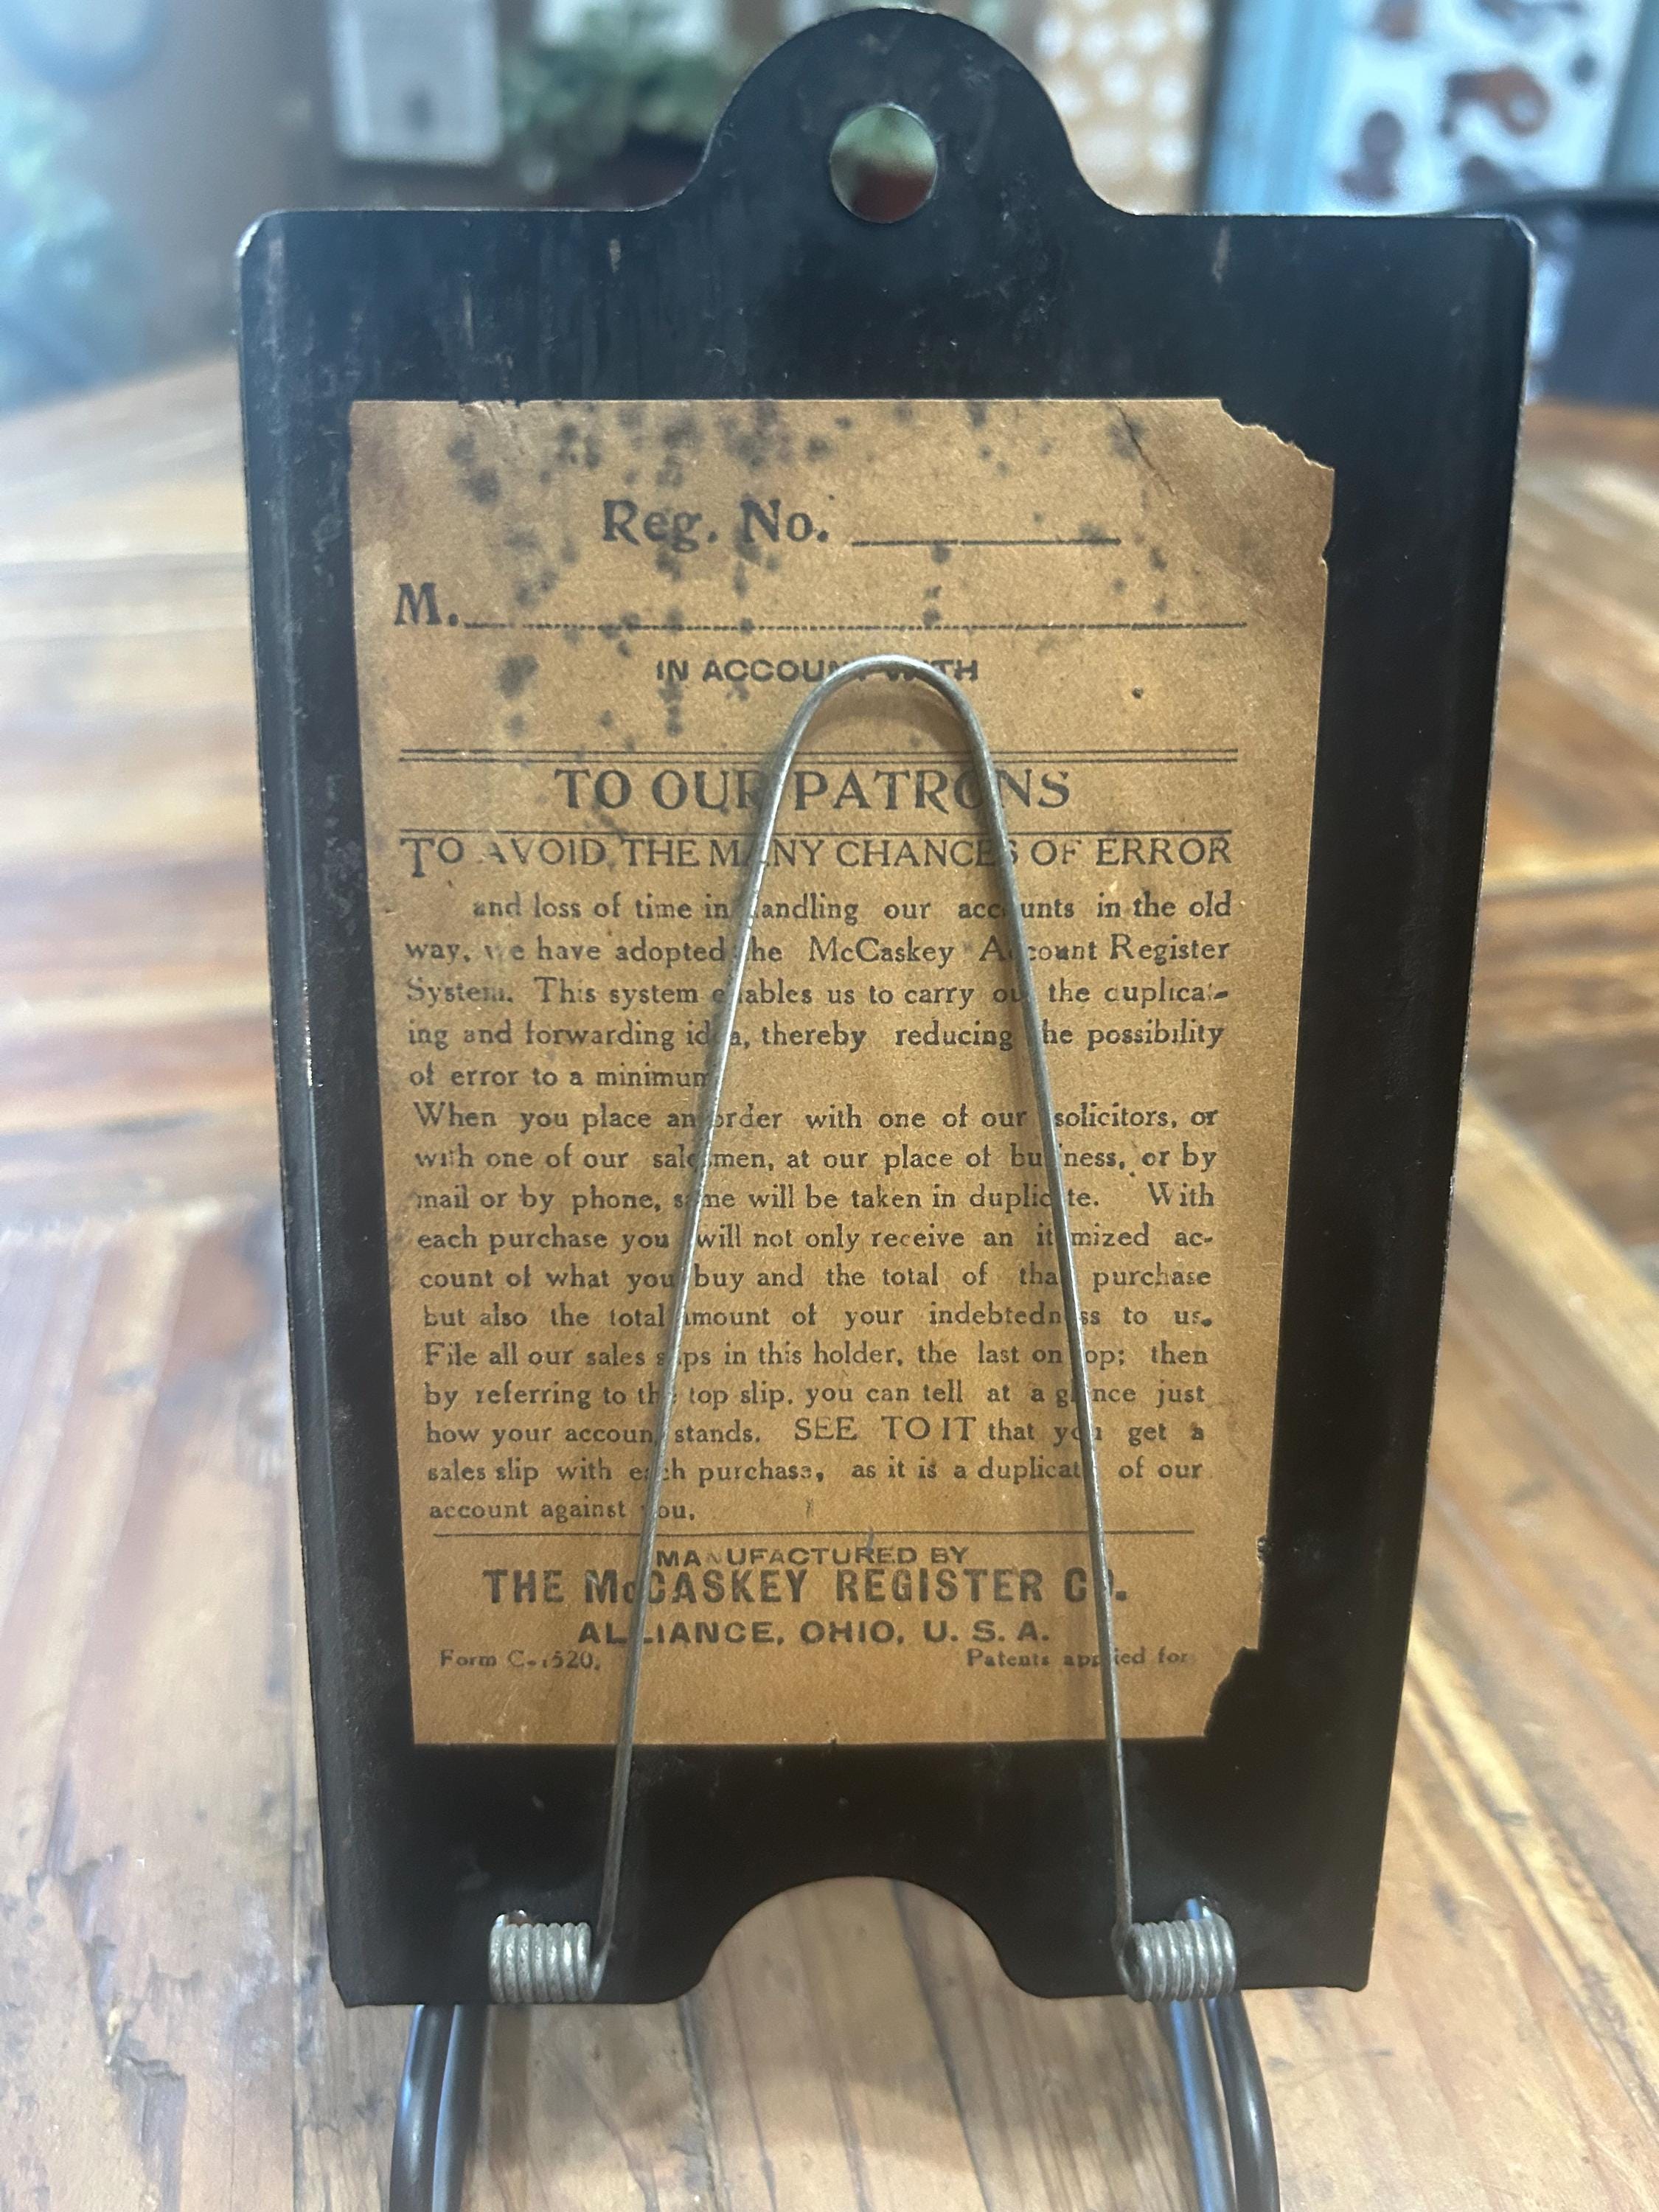 Reg. No.
M.
IN ACCOUNT WITH
TO OUR PATRONS
TO AVOID THE MANY CHANCES OF ERROR
and loss of time in handling our accounts in the old
way, we have adopted the McCaskey Account Register
System. This system enables us to carry out the duplicat-
ing and forwarding idea, thereby reducing the possibility
of error to a minimum
When you place an order with one of our solicitors, or
with one of our salesmen, at our place of business, or by
mail or by phone, same will be taken in duplicate. With
each purchase you will not only receive an itemized ac-
count of what you buy and the total of that purchase
but also the total amount of your indebtedness to us.
File all our sales slips in this holder, the last on top; then
by referring to the top slip, you can tell at a glance just
how your account stands. SEE TO IT that you get a
sales slip with each purchase, as it is a duplicate of our
account against you.
MANUFACTURED BY
THE McCASKEY REGISTER CO.
ALLIANCE, OHIO, U. S. A.
Form C-1520. Patents applied for